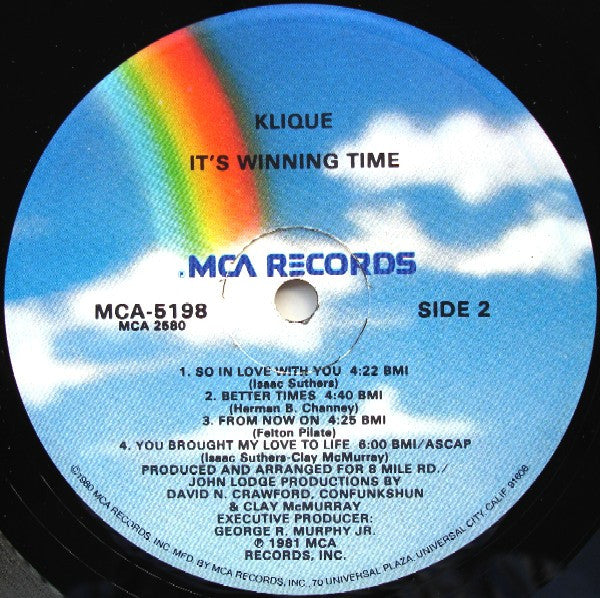 KLIQUE
IT'S WINNING TIME
MCA RECORDS
MCA-5198
MCA 2580
SIDE 2
1. SO IN LOVE WITH YOU 4:22 BMI
(Isaac Suthers)
2. BETTER TIMES 4:40 BMI
(Herman B. Channey)
3. FROM NOW ON 4:25 BMI
(Felton Pilate)
4. YOU BROUGHT MY LOVE TO LIFE 6:00 BMI/ASCAP
(Isaac Suthers-Clay McMurray)
PRODUCED AND ARRANGED FOR 8 MILE RD./
JOHN LODGE PRODUCTIONS BY
DAVID N. CRAWFORD, CONFUNKSHUN
& CLAY McMURRAY
EXECUTIVE PRODUCER:
GEORGE R. MURPHY JR.
℗ 1981 MCA
RECORDS, INC.
©1980 MCA RECORDS, INC. MFD. BY MCA RECORDS, INC., 70 UNIVERSAL PLAZA, UNIVERSAL CITY, CALIF. 91608